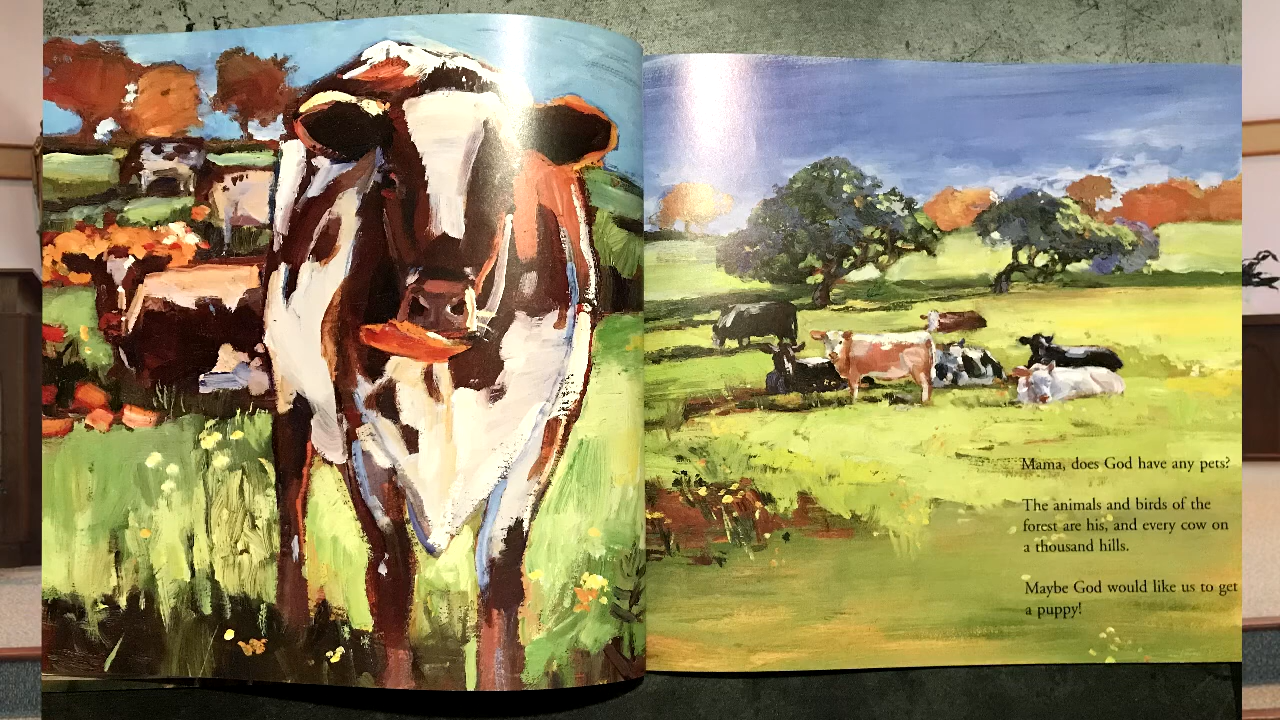 Mama, does God have any pets?
The animals and birds of the
forest are his, and every cow on
a thousand hills.
Maybe God would like us to get
a puppy!